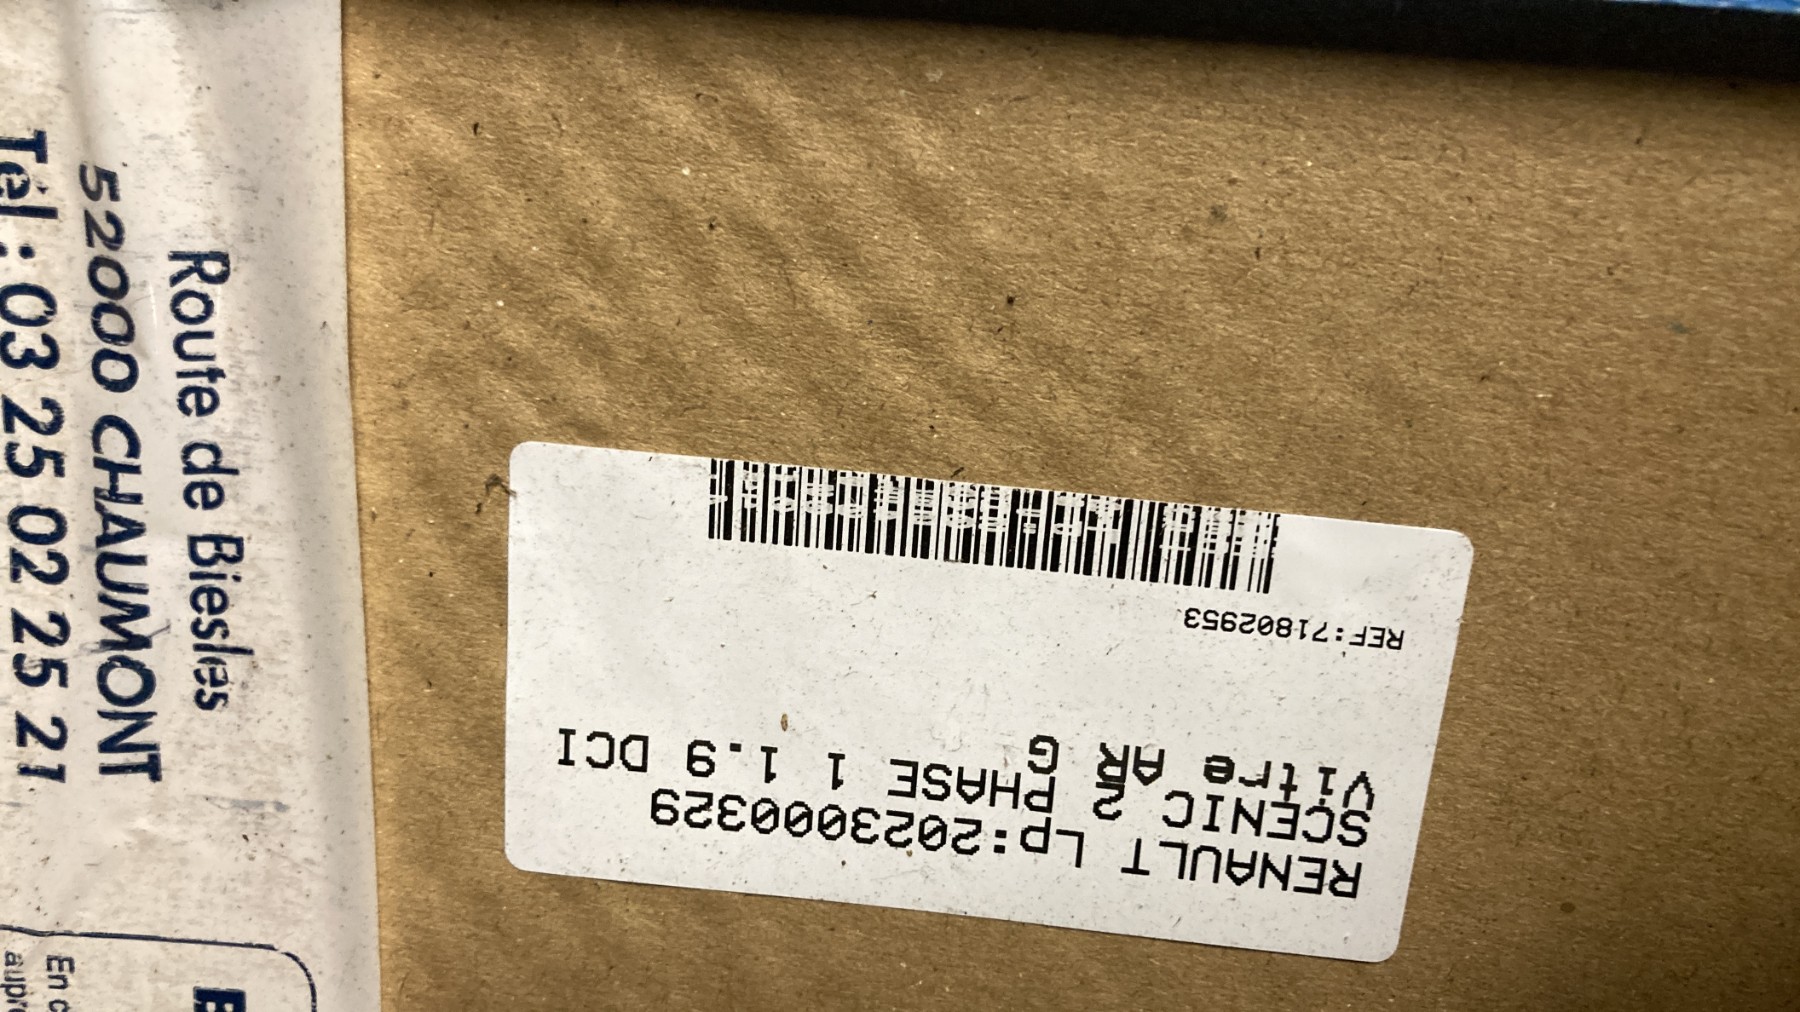 Route de Biesles
52000 CHAUMONT
Tél : 03 25 02 25 21
En
RENAULT Lp:2023000329
SCENIC 2 PHASE 1 1.9 DCI
Vitre AR G
REF:71802953